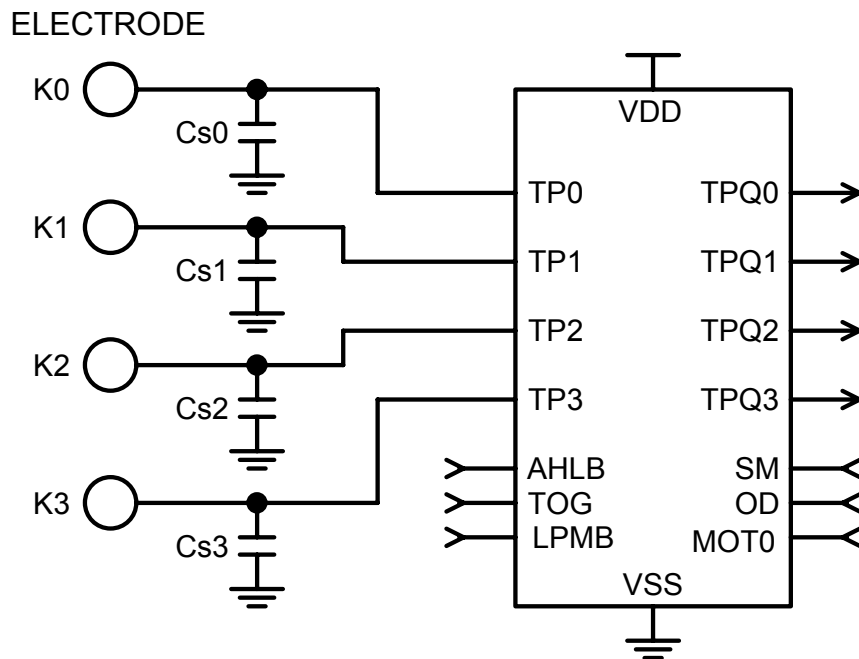 ELECTRODE
K0
Cs0
K1
Cs1
K2
Cs2
K3
Cs3
VDD
TP0 TPQ0
TP1 TPQ1
TP2 TPQ2
TP3 TPQ3
AHLB SM
TOG OD
LPMB MOT0
VSS